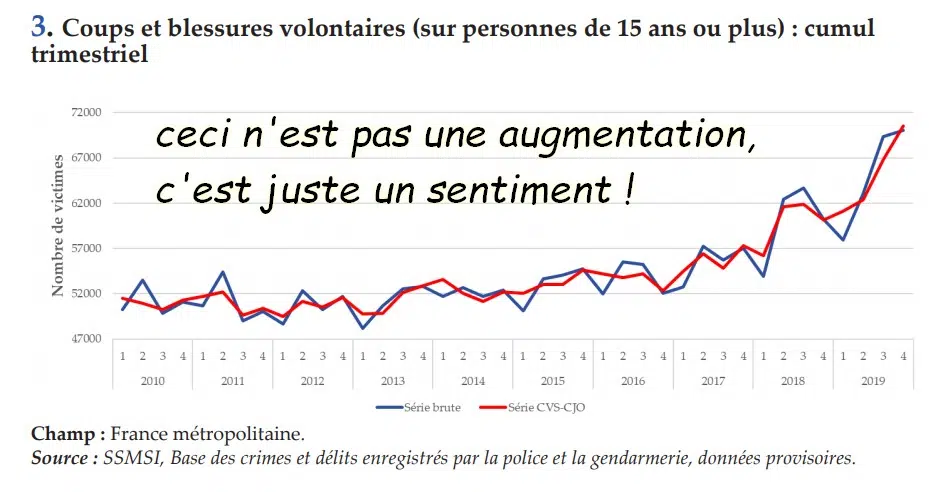 3. Coups et blessures volontaires (sur personnes de 15 ans ou plus) : cumul
trimestriel
72000
ceci n'est pas une augmentation,
67000
c'est juste un sentiment !
62000
57000
52000
47000
Nombre de victimes
1 2 3 4 1 2 3 4 1 2 3 4 1 2 3 4 1 2 3 4 1 2 3 4 1 2 3 4 1 2 3 4 1 2 3 4 1 2 3 4
2010 2011 2012 2013 2014 2015 2016 2017 2018 2019
Série brute Série CVS-CJO
Champ : France métropolitaine.
Source : SSMSI, Base des crimes et délits enregistrés par la police et la gendarmerie, données provisoires.